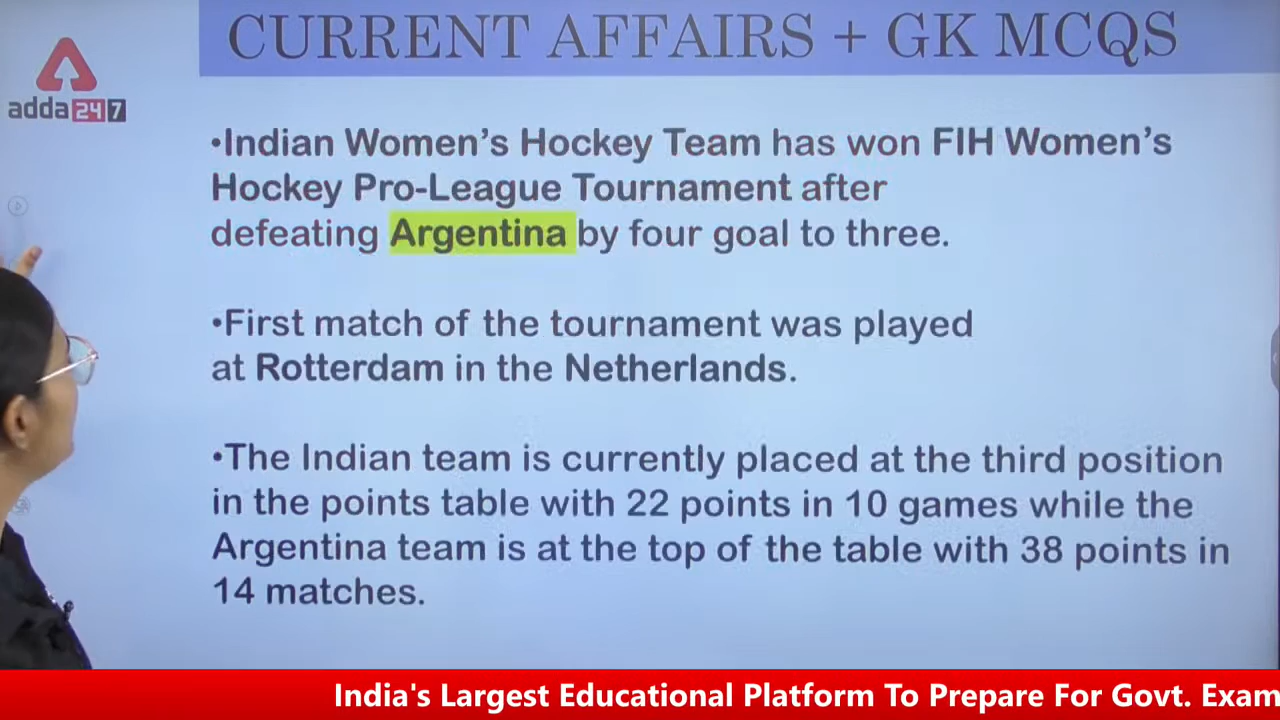 CURRENT AFFAIRS + GK MCQS
adda247
•Indian Women's Hockey Team has won FIH Women's
Hockey Pro-League Tournament after
defeating Argentina by four goal to three.
•First match of the tournament was played
at Rotterdam in the Netherlands.
•The Indian team is currently placed at the third position
in the points table with 22 points in 10 games while the
Argentina team is at the top of the table with 38 points in
14 matches.
India's Largest Educational Platform To Prepare For Govt. Exam